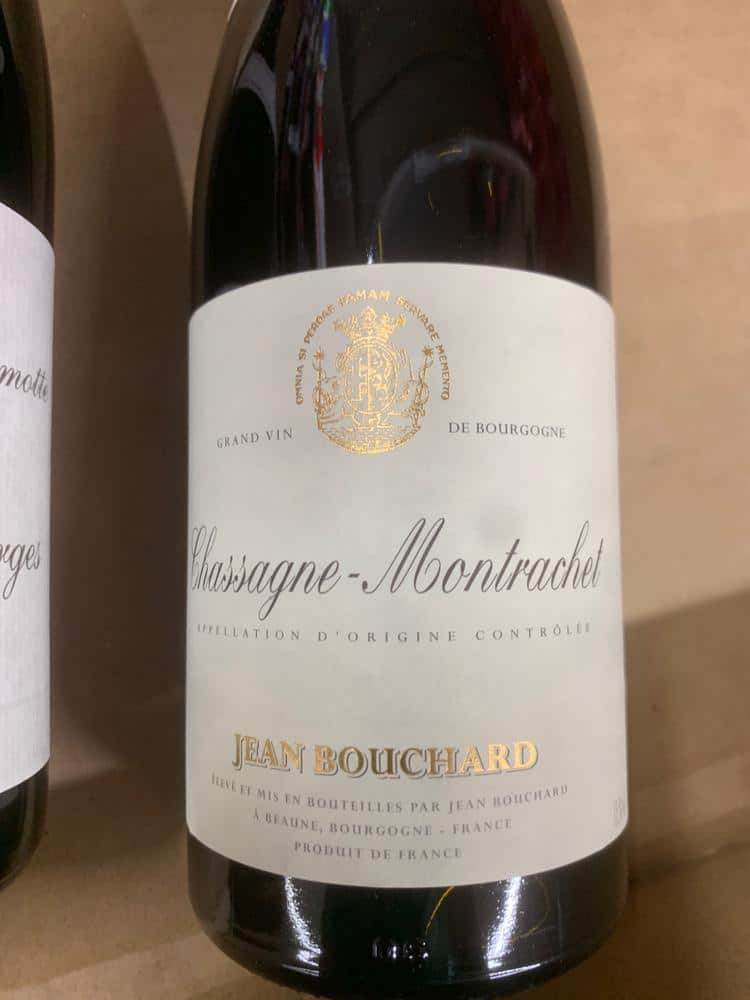 OMNIA SI PERDAS FAMAM SERVARE MEMENTO
GRAND VIN DE BOURGOGNE
Chassagne-Montrachet
APPELLATION D'ORIGINE CONTRÔLÉE
JEAN BOUCHARD
ÉLEVÉ ET MIS EN BOUTEILLES PAR JEAN BOUCHARD
À BEAUNE, BOURGOGNE - FRANCE
PRODUIT DE FRANCE
motte
rges